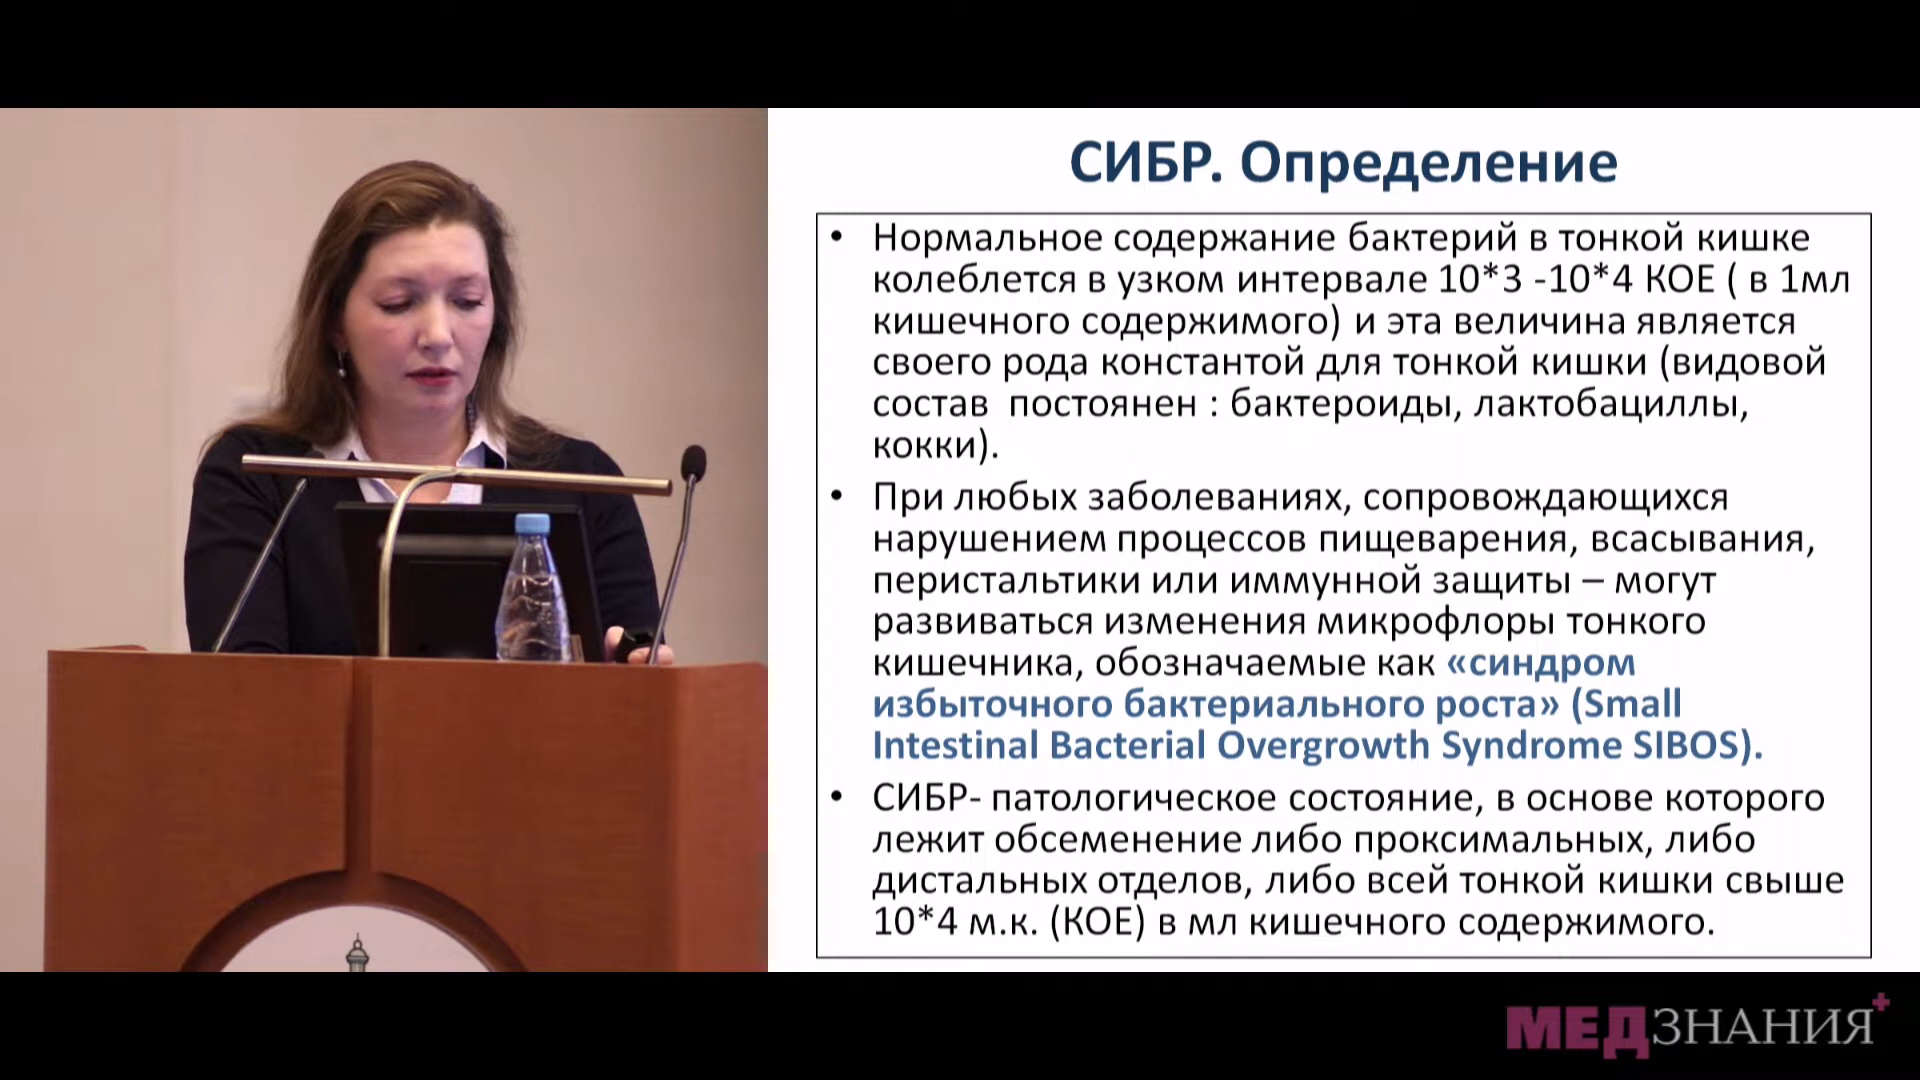 СИБР. Определение
• Нормальное содержание бактерий в тонкой кишке
колеблется в узком интервале 10*3 -10*4 КОЕ ( в 1мл
кишечного содержимого) и эта величина является
своего рода константой для тонкой кишки (видовой
состав  постоянен : бактероиды, лактобациллы,
кокки).
• При любых заболеваниях, сопровождающихся
нарушением процессов пищеварения, всасывания,
перистальтики или иммунной защиты – могут
развиваться изменения микрофлоры тонкого
кишечника, обозначаемые как «синдром
избыточного бактериального роста» (Small
Intestinal Bacterial Overgrowth Syndrome SIBOS).
• СИБР- патологическое состояние, в основе которого
лежит обсеменение либо проксимальных, либо
дистальных отделов, либо всей тонкой кишки свыше
10*4 м.к. (КОЕ) в мл кишечного содержимого.
МЕДЗНАНИЯ+